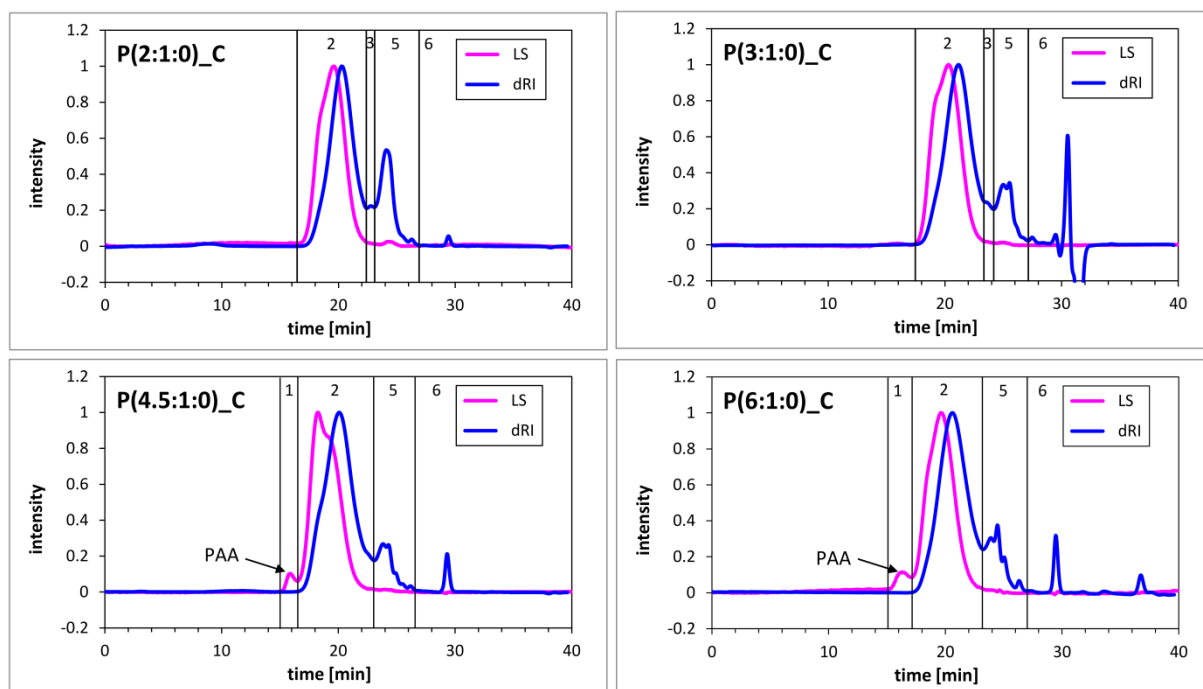 P(2:1:0)_C
2 3 5 6
LS
dRI
1.2
1
0.8
0.6
0.4
0.2
0
-0.2
intensity
0 10 20 30 40
time [min]
P(3:1:0)_C
2 3 5 6
LS
dRI
1.2
1
0.8
0.6
0.4
0.2
0
-0.2
intensity
0 10 20 30 40
time [min]
P(4.5:1:0)_C
1 2 5 6
LS
dRI
PAA
1.2
1
0.8
0.6
0.4
0.2
0
-0.2
intensity
0 10 20 30 40
time [min]
P(6:1:0)_C
1 2 5 6
LS
dRI
PAA
1.2
1
0.8
0.6
0.4
0.2
0
-0.2
intensity
0 10 20 30 40
time [min]